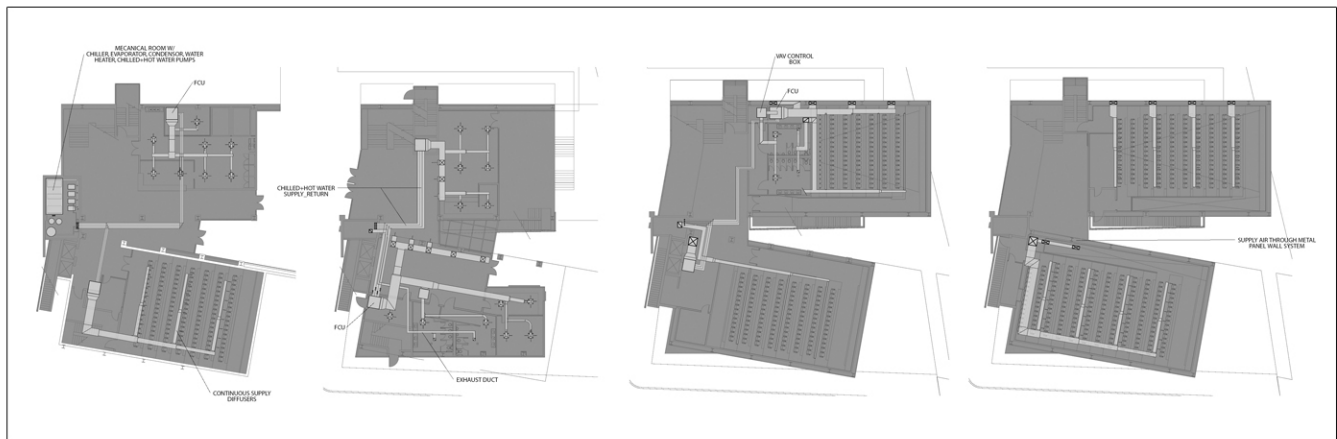 MECANICAL ROOM W/
CHILLER, EVAPORATOR, CONDENSOR, WATER
HEATER, CHILLED+HOT WATER PUMPS
FCU
CONTINUOUS SUPPLY
DIFFUSERS
CHILLED+HOT WATER
SUPPLY_RETURN
FCU
EXHAUST DUCT
VAV CONTROL
BOX
FCU
SUPPLY AIR THROUGH METAL
PANEL WALL SYSTEM